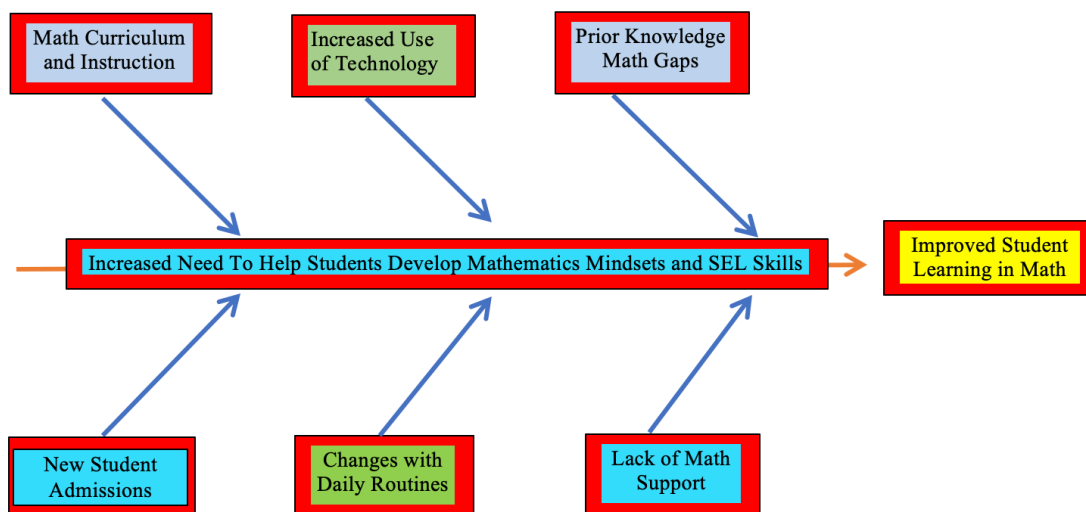 Math Curriculum
and Instruction
Increased Use
of Technology
Prior Knowledge
Math Gaps
Increased Need To Help Students Develop Mathematics Mindsets and SEL Skills
Improved Student
Learning in Math
New Student
Admissions
Changes with
Daily Routines
Lack of Math
Support